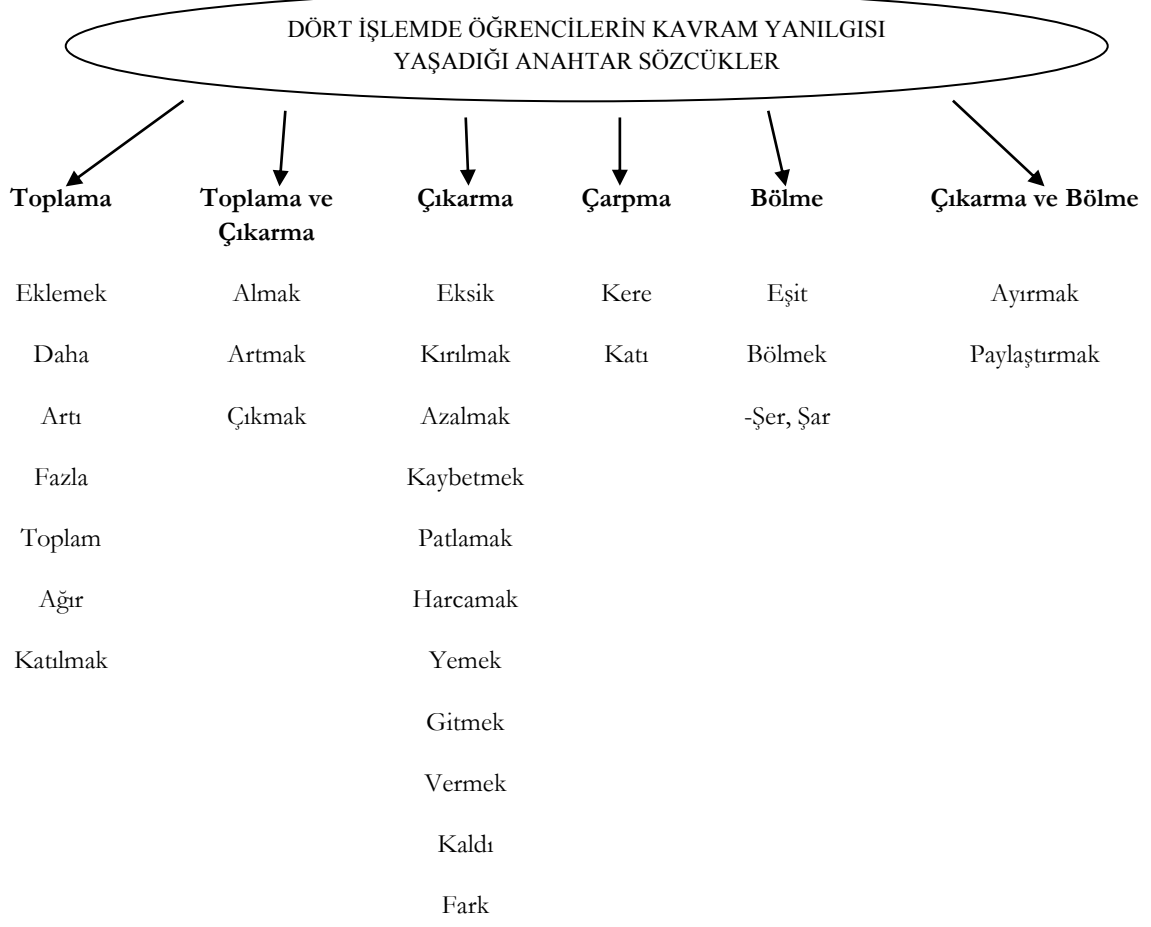 DÖRT İŞLEMDE ÖĞRENCİLERİN KAVRAM YANILGISI
YAŞADIĞI ANAHTAR SÖZCÜKLER
Toplama
Toplama ve
Çıkarma
Çıkarma
Çarpma
Bölme
Çıkarma ve Bölme
Eklemek
Almak
Eksik
Kere
Eşit
Ayırmak
Daha
Artmak
Kırılmak
Katı
Bölmek
Paylaştırmak
Artı
Çıkmak
Azalmak
-Şer, Şar
Fazla
Kaybetmek
Toplam
Patlamak
Ağır
Harcamak
Katılmak
Yemek
Gitmek
Vermek
Kaldı
Fark